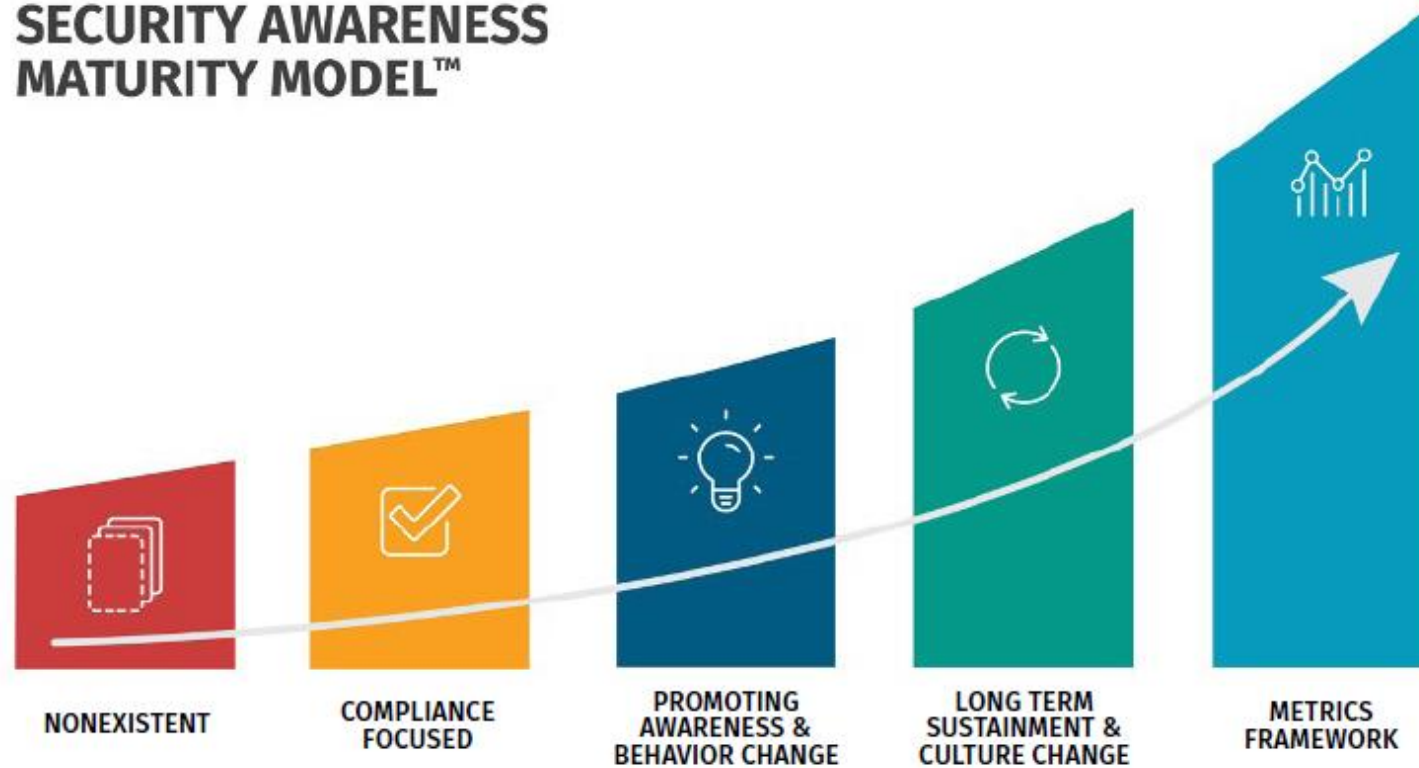 SECURITY AWARENESS
MATURITY MODEL™
NONEXISTENT
COMPLIANCE
FOCUSED
PROMOTING
AWARENESS &
BEHAVIOR CHANGE
LONG TERM
SUSTAINMENT &
CULTURE CHANGE
METRICS
FRAMEWORK